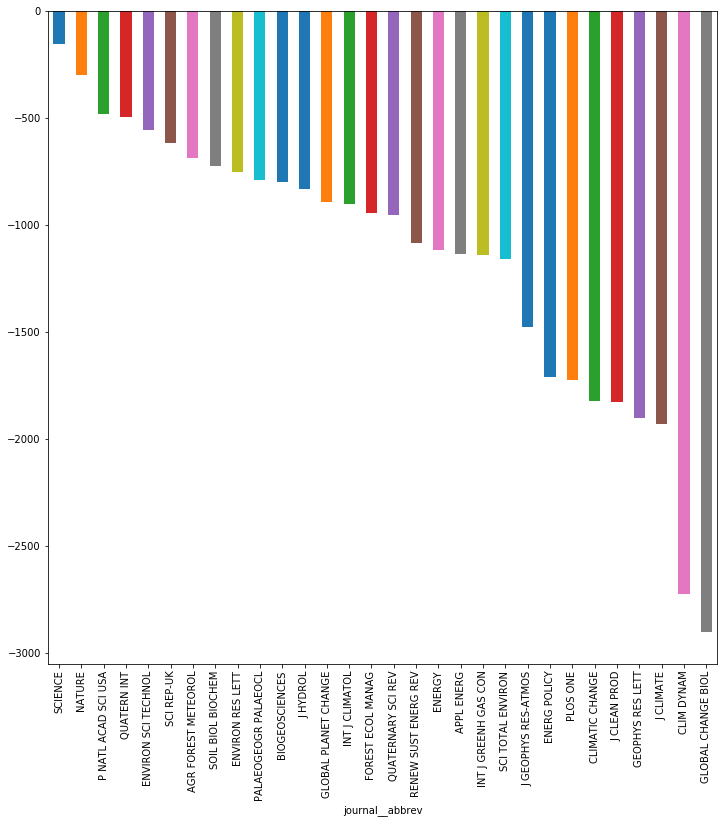 0
−500
−1000
−1500
−2000
−2500
−3000
SCIENCE
NATURE
P NATL ACAD SCI USA
QUATERN INT
ENVIRON SCI TECHNOL
SCI REP-UK
AGR FOREST METEOROL
SOIL BIOL BIOCHEM
ENVIRON RES LETT
PALAEOGEOGR PALAEOCL
BIOGEOSCIENCES
J HYDROL
GLOBAL PLANET CHANGE
INT J CLIMATOL
FOREST ECOL MANAG
QUATERNARY SCI REV
RENEW SUST ENERG REV
ENERGY
APPL ENERG
INT J GREENH GAS CON
SCI TOTAL ENVIRON
J GEOPHYS RES-ATMOS
ENERG POLICY
PLOS ONE
CLIMATIC CHANGE
J CLEAN PROD
GEOPHYS RES LETT
J CLIMATE
CLIM DYNAM
GLOBAL CHANGE BIOL
journal__abbrev